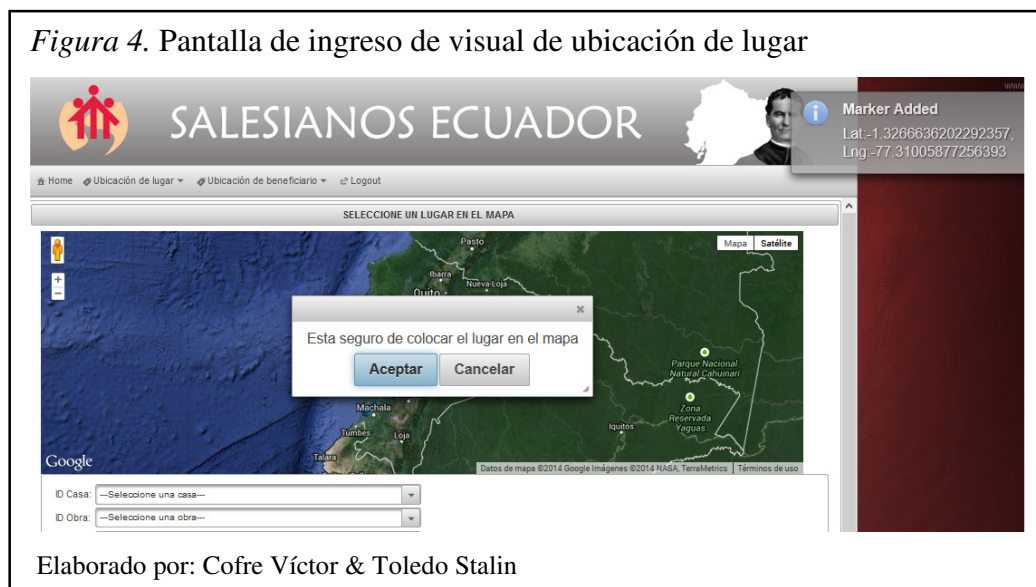 Figura 4. Pantalla de ingreso de visual de ubicación de lugar
SALESIANOS ECUADOR
Marker Added
Lat:-1.3266636202292357,
Lng:-77.31005877256393
Home Ubicación de lugar Ubicación de beneficiario Logout
SELECCIONE UN LUGAR EN EL MAPA
Mapa Satélite
Pasto
Ibarra
Nueva Loja
Quito
Esta seguro de colocar el lugar en el mapa
Aceptar Cancelar
Parque Nacional
Natural Cahuinari
Zona
Reservada
Yaguas
Machala
Tumbes
Loja
Iquitos
Talara
Google
Datos de mapa ©2014 Google Imágenes ©2014 NASA, TerraMetrics Términos de uso
ID Casa: ---Seleccione una casa---
ID Obra: ---Seleccione una obra---
Elaborado por: Cofre Víctor & Toledo Stalin